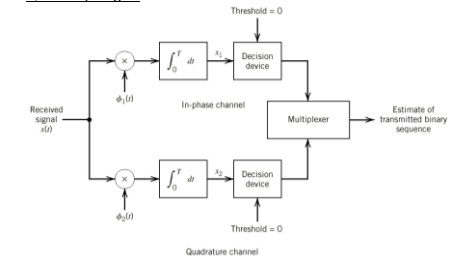 Threshold = 0
x₁
Decision
device
∫₀ᵀ dt
×
ϕ₁(t)
In-phase channel
Received
signal
x(t)
Multiplexer
Estimate of
transmitted binary
sequence
×
∫₀ᵀ dt
x₂
Decision
device
ϕ₂(t)
Threshold = 0
Quadrature channel